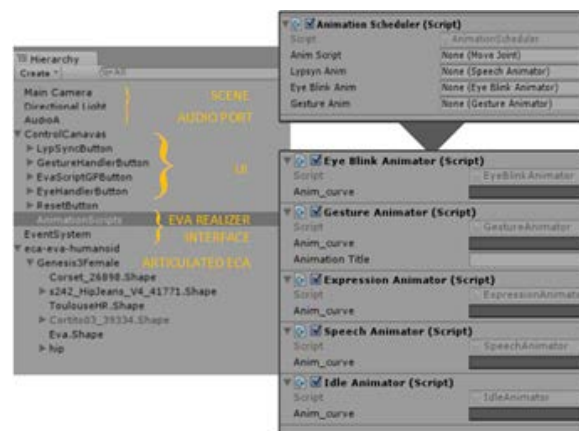 Hierarchy
Create
All
Main Camera
Directional Light
AudioA
ControlCanavas
LypSyncButton
GestureHandlerButton
EvaScriptGFButton
EyeHandlerButton
ResetButton
AnimationScripts
EventSystem
eca-eva-humanoid
Genesis3Female
Corset_26898.Shape
s242_HipJeans_V4_41771.Shape
ToulouseHR.Shape
Cortito03_39334.Shape
Eva.Shape
hip
SCENE
AUDIO PORT
UI
EVA REALIZER
INTERFACE
ARTICULATED ECA
Animation Scheduler (Script)
Script AnimationScheduler
Anim Script None (Move Joint)
Lypsyn Anim None (Speech Animator)
Eye Blink Anim None (Eye Blink Animator)
Gesture Anim None (Gesture Animator)
Eye Blink Animator (Script)
Script EyeBlinkAnimator
Anim_curve
Gesture Animator (Script)
Script GestureAnimator
Anim_curve
Animation Title
Expression Animator (Script)
Script ExpressionAnimato
Anim_curve
Speech Animator (Script)
Script SpeechAnimator
Anim_curve
Idle Animator (Script)
Script IdleAnimator
Anim_curve